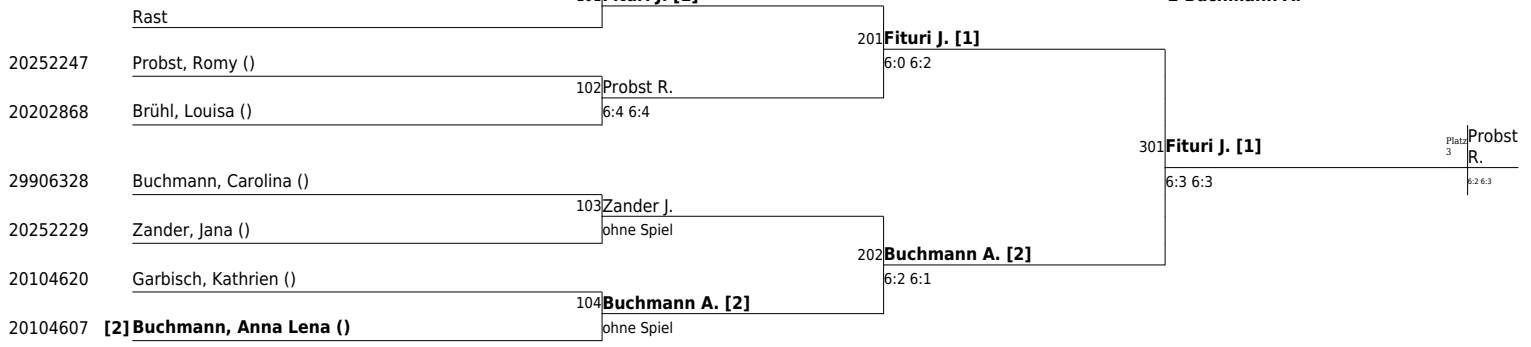 Rast
201 Fituri J. [1]
20252247 Probst, Romy () 6:0 6:2
102 Probst R.
20202868 Brühl, Louisa () 6:4 6:4
301 Fituri J. [1] Platz 3 Probst R.
29906328 Buchmann, Carolina () 6:3 6:3 6:2 6:3
103 Zander J.
20252229 Zander, Jana () ohne Spiel
202 Buchmann A. [2]
20104620 Garbisch, Kathrien () 6:2 6:1
104 Buchmann A. [2]
20104607 [2] Buchmann, Anna Lena () ohne Spiel